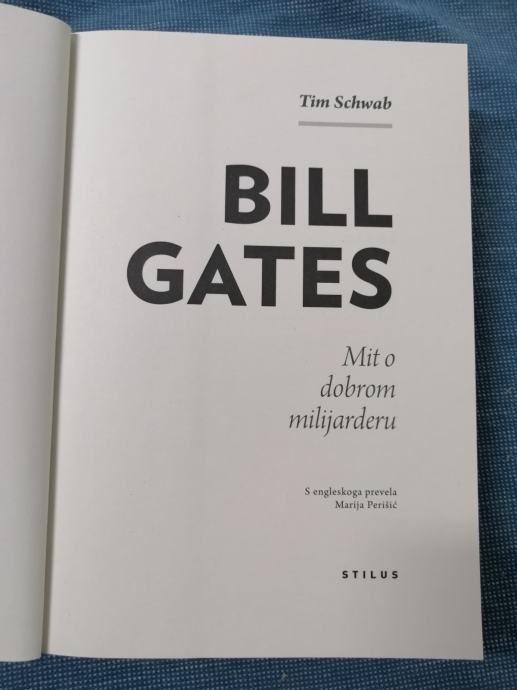 Tim Schwab
BILL
GATES
Mit o
dobrom
milijarderu
S engleskoga prevela
Marija Perišić
STILUS